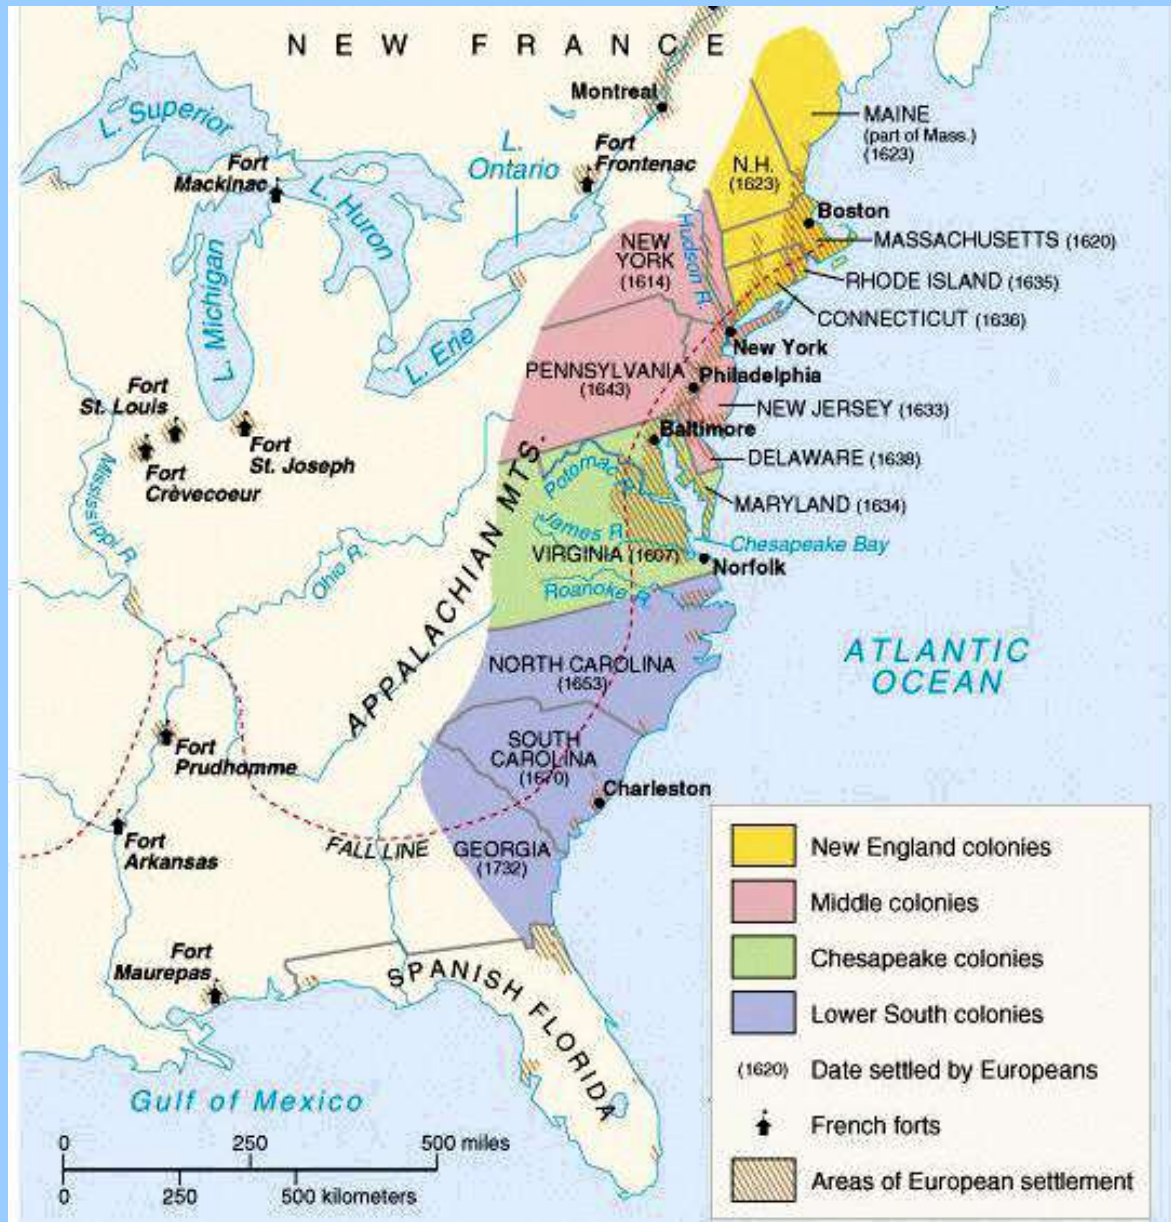 NEW FRANCE
Montreal
L. Superior
Fort
Mackinac
L. Huron
L. Michigan
L.
Ontario
Fort
Frontenac
L. Erie
MAINE
(part of Mass.)
(1623)
N.H.
(1623)
Boston
MASSACHUSETTS (1620)
RHODE ISLAND (1635)
CONNECTICUT (1636)
NEW
YORK
(1614)
Hudson R.
New York
PENNSYLVANIA
(1643)
Philadelphia
NEW JERSEY (1633)
Baltimore
DELAWARE (1638)
MARYLAND (1634)
Chesapeake Bay
Potomac R.
James R.
VIRGINIA (1607)
Norfolk
Roanoke R.
Fort
St. Louis
Fort
Crèvecoeur
Fort
St. Joseph
Mississippi R.
Ohio R.
APPALACHIAN MTS.
NORTH CAROLINA
(1653)
SOUTH
CAROLINA
(1670)
Charleston
GEORGIA
(1732)
FALL LINE
Fort
Prudhomme
Fort
Arkansas
Fort
Maurepas
SPANISH FLORIDA
ATLANTIC
OCEAN
Gulf of Mexico
0 250 500 miles
0 250 500 kilometers
New England colonies
Middle colonies
Chesapeake colonies
Lower South colonies
(1620) Date settled by Europeans
French forts
Areas of European settlement